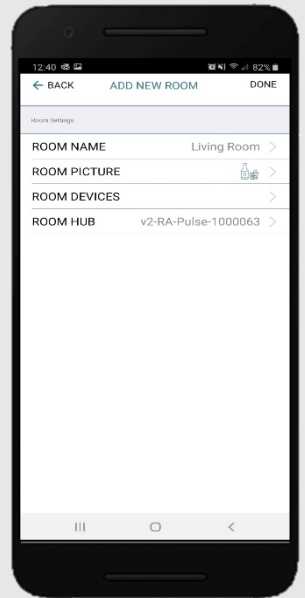 12:40 82%
BACK ADD NEW ROOM DONE
Room Settings
ROOM NAME Living Room
ROOM PICTURE
ROOM DEVICES
ROOM HUB v2-RA-Pulse-1000063